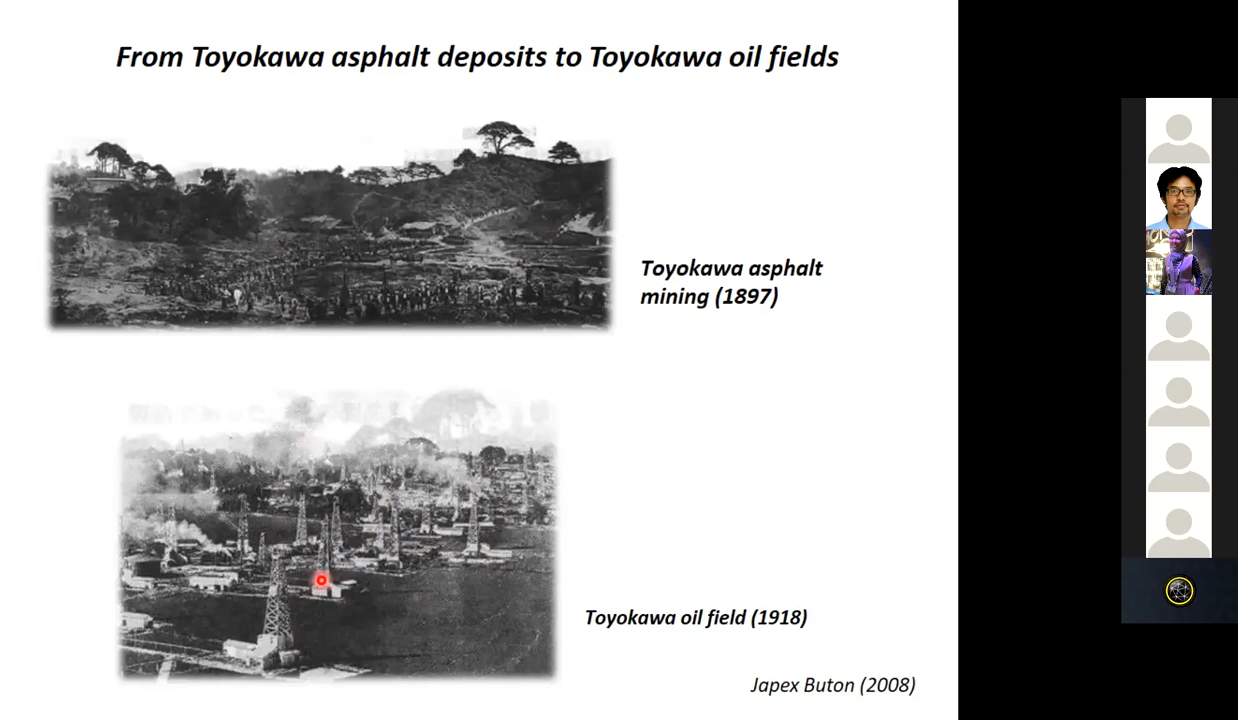 From Toyokawa asphalt deposits to Toyokawa oil fields
Toyokawa asphalt
mining (1897)
Toyokawa oil field (1918)
Japex Buton (2008)